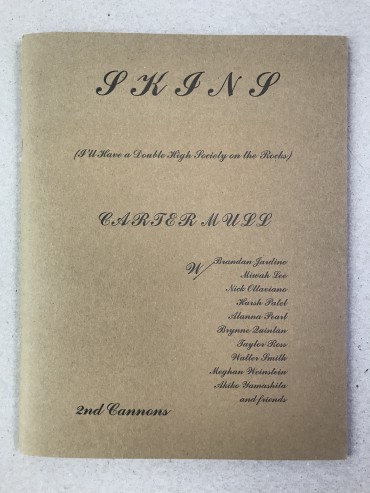 SKINS
(I'll Have a Double High Society on the Rocks)
CARTER MULL
W/
Brandan Jardine
Miwah Lee
Nick Ottaviano
Harsh Patel
Alanna Pearl
Brynne Quinlan
Taylor Ross
Walter Smith
Meghan Weinstein
Akiko Yamashita
and friends
2nd Cannons